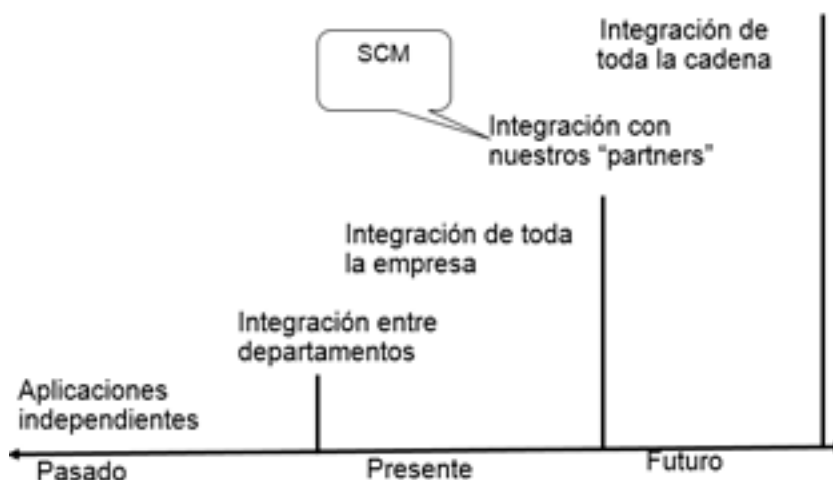 Integración de
toda la cadena
SCM
Integración con
nuestros “partners”
Integración de toda
la empresa
Integración entre
departamentos
Aplicaciones
independientes
Pasado
Presente
Futuro